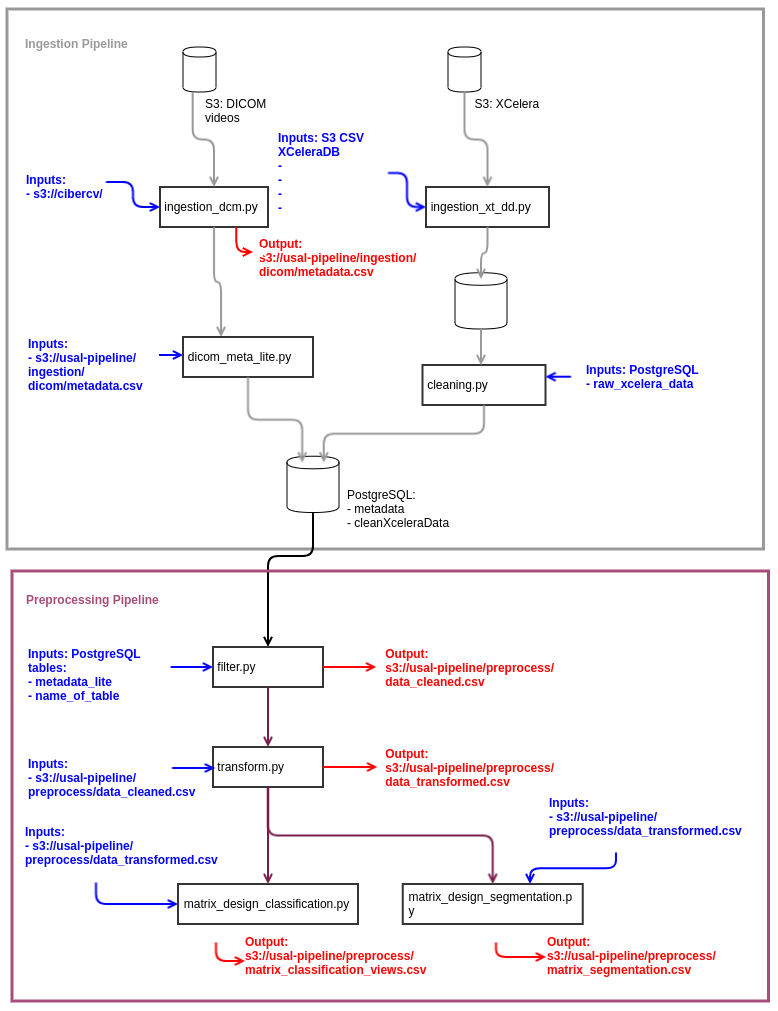 Ingestion Pipeline
S3: DICOM
videos
S3: XCelera
Inputs: S3 CSV
XCeleraDB
-
-
-
-
Inputs:
- s3://cibercv/
ingestion_dcm.py
ingestion_xt_dd.py
Output:
s3://usal-pipeline/ingestion/
dicom/metadata.csv
Inputs:
- s3://usal-pipeline/
ingestion/
dicom/metadata.csv
dicom_meta_lite.py
cleaning.py
Inputs: PostgreSQL
- raw_xcelera_data
PostgreSQL:
- metadata
- cleanXceleraData
Preprocessing Pipeline
Inputs: PostgreSQL
tables:
- metadata_lite
- name_of_table
filter.py
Output:
s3://usal-pipeline/preprocess/
data_cleaned.csv
Inputs:
- s3://usal-pipeline/
preprocess/data_cleaned.csv
transform.py
Output:
s3://usal-pipeline/preprocess/
data_transformed.csv
Inputs:
- s3://usal-pipeline/
preprocess/data_transformed.csv
Inputs:
- s3://usal-pipeline/
preprocess/data_transformed.csv
matrix_design_classification.py
matrix_design_segmentation.p
y
Output:
s3://usal-pipeline/preprocess/
matrix_classification_views.csv
Output:
s3://usal-pipeline/preprocess/
matrix_segmentation.csv